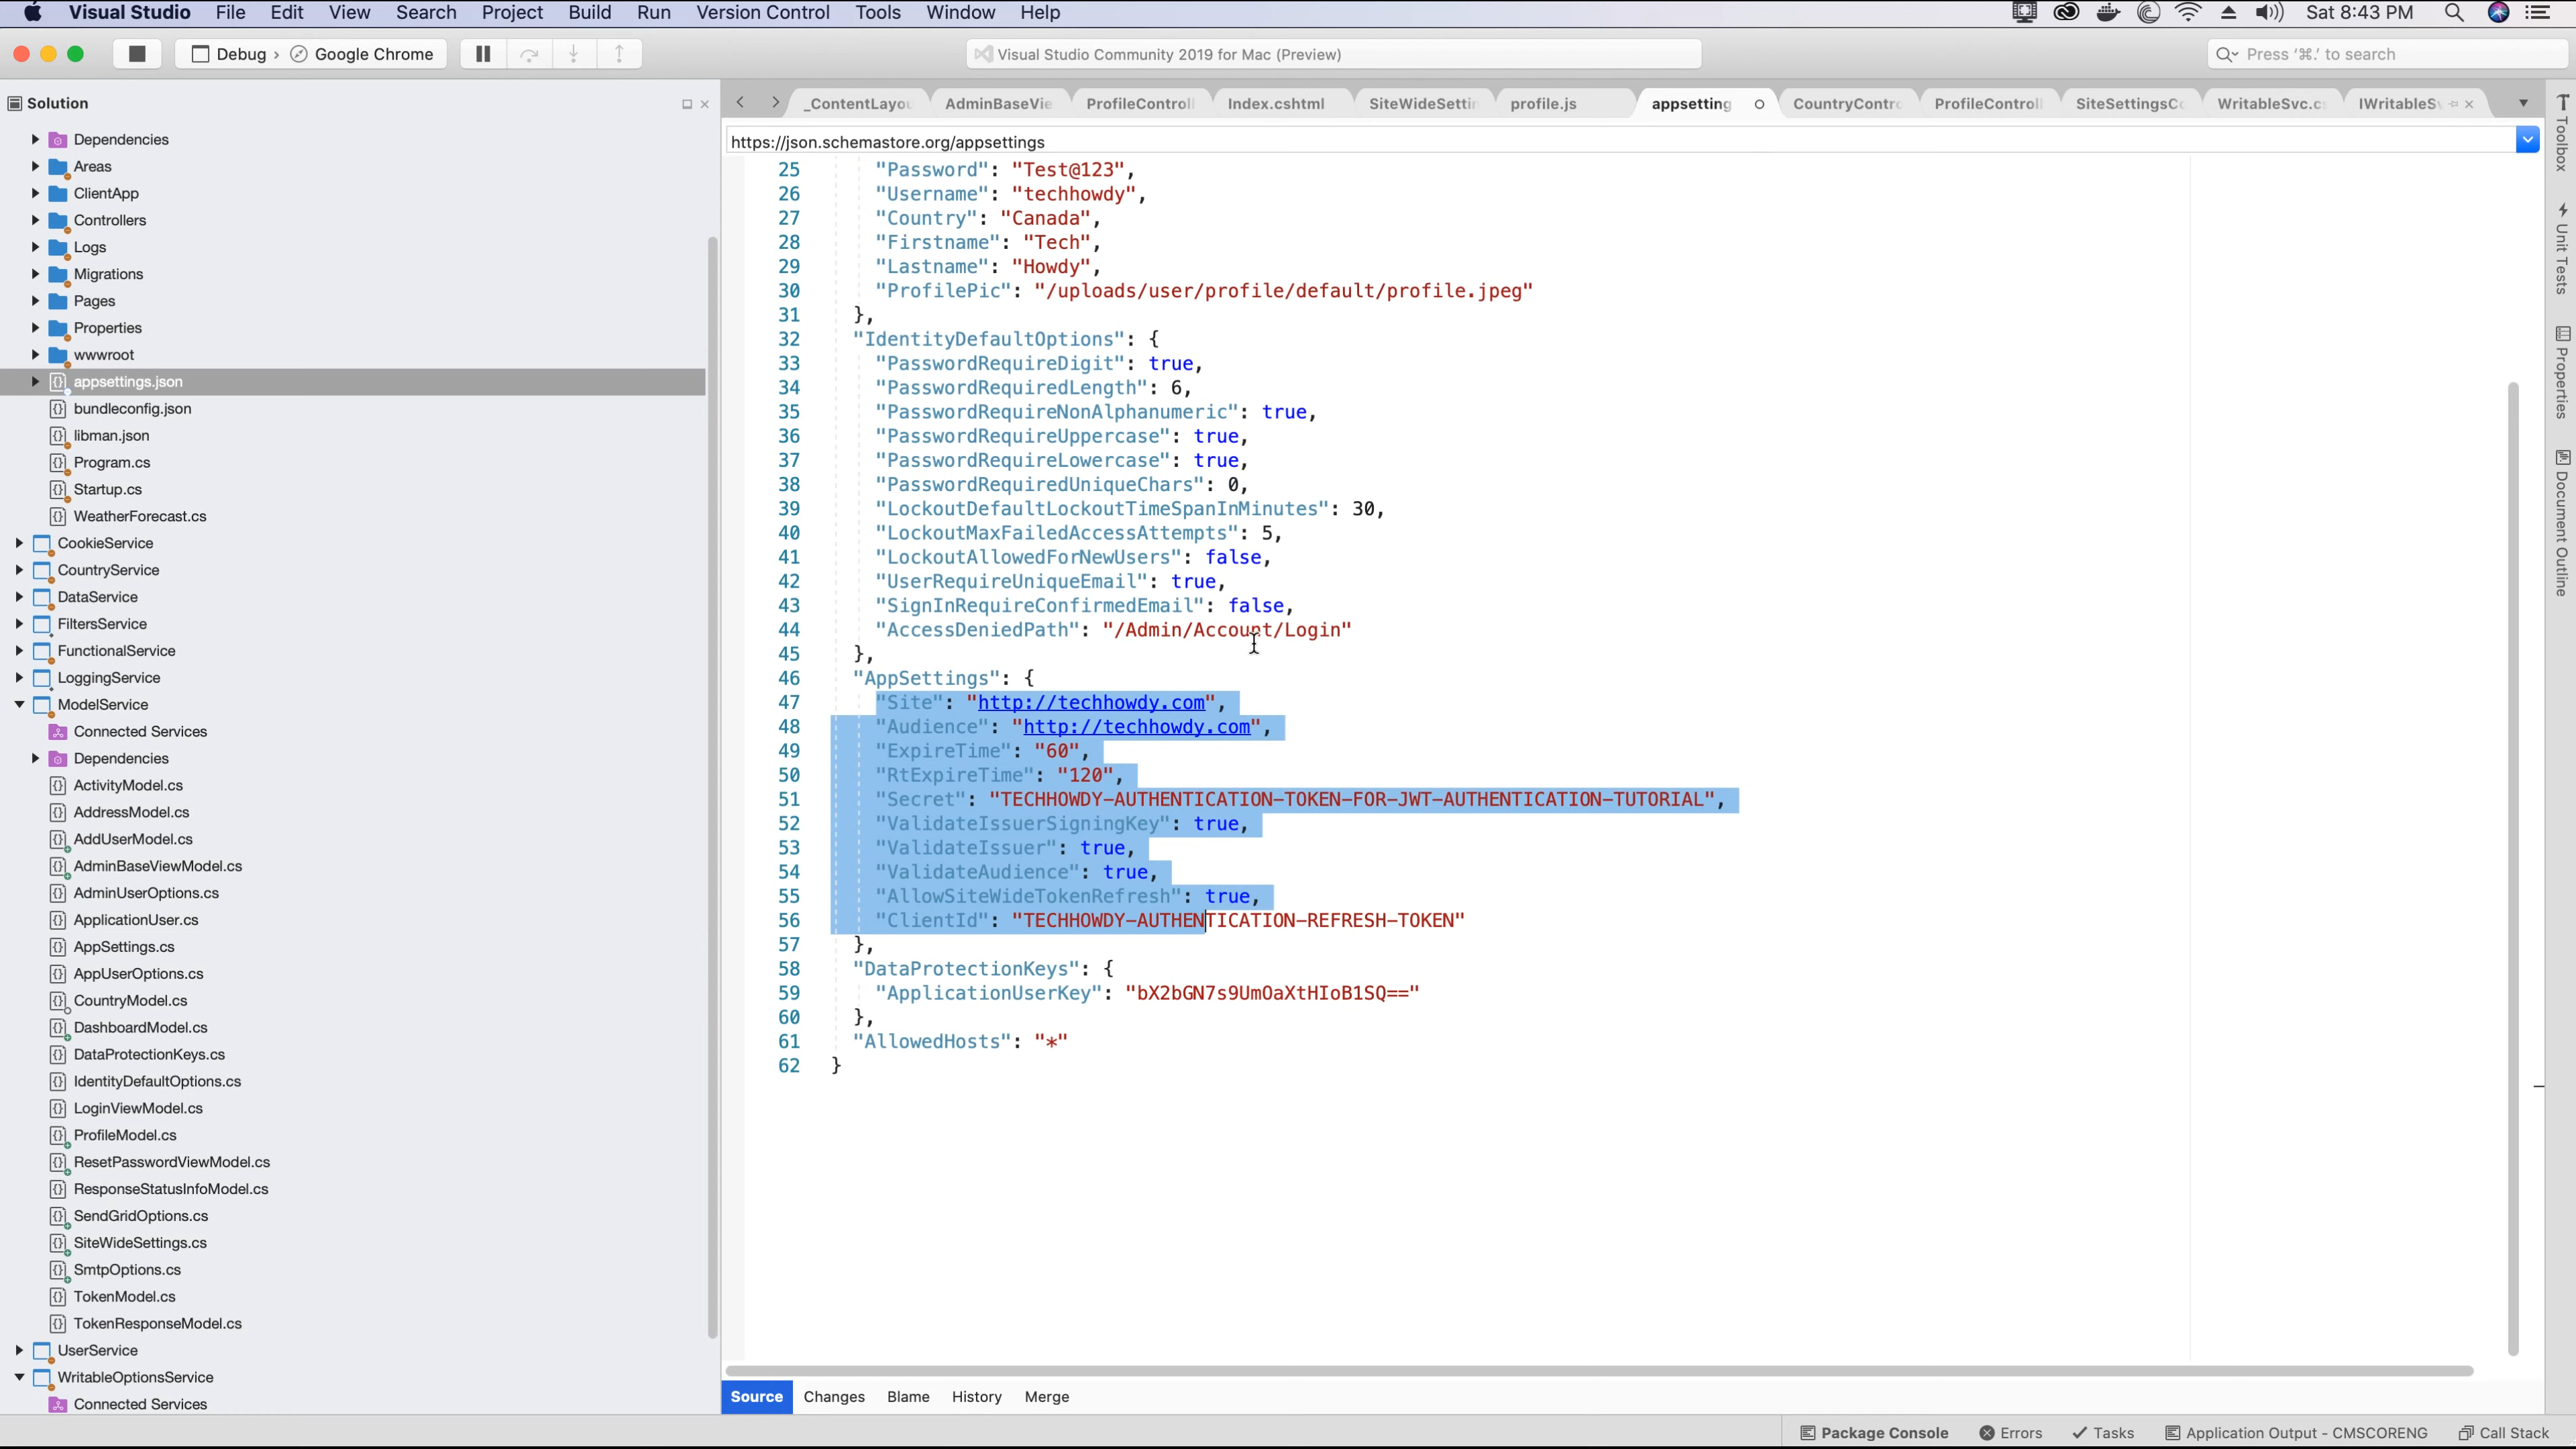 Visual Studio File Edit View Search Project Build Run Version Control Tools Window Help Sat 8:43 PM
Debug › Google Chrome Visual Studio Community 2019 for Mac (Preview) Press '⌘.' to search
Solution
Dependencies
Areas
ClientApp
Controllers
Logs
Migrations
Pages
Properties
wwwroot
appsettings.json
bundleconfig.json
libman.json
Program.cs
Startup.cs
WeatherForecast.cs
CookieService
CountryService
DataService
FiltersService
FunctionalService
LoggingService
ModelService
Connected Services
Dependencies
ActivityModel.cs
AddressModel.cs
AddUserModel.cs
AdminBaseViewModel.cs
AdminUserOptions.cs
ApplicationUser.cs
AppSettings.cs
AppUserOptions.cs
CountryModel.cs
DashboardModel.cs
DataProtectionKeys.cs
IdentityDefaultOptions.cs
LoginViewModel.cs
ProfileModel.cs
ResetPasswordViewModel.cs
ResponseStatusInfoModel.cs
SendGridOptions.cs
SiteWideSettings.cs
SmtpOptions.cs
TokenModel.cs
TokenResponseModel.cs
UserService
WritableOptionsService
Connected Services
_ContentLayou AdminBaseVie ProfileControll Index.cshtml SiteWideSettin profile.js appsetting CountryContro ProfileControll SiteSettingsCo WritableSvc.cs IWritableSv
https://json.schemastore.org/appsettings
25 "Password": "Test@123",
26 "Username": "techhowdy",
27 "Country": "Canada",
28 "Firstname": "Tech",
29 "Lastname": "Howdy",
30 "ProfilePic": "/uploads/user/profile/default/profile.jpeg"
31 },
32 "IdentityDefaultOptions": {
33 "PasswordRequireDigit": true,
34 "PasswordRequiredLength": 6,
35 "PasswordRequireNonAlphanumeric": true,
36 "PasswordRequireUppercase": true,
37 "PasswordRequireLowercase": true,
38 "PasswordRequiredUniqueChars": 0,
39 "LockoutDefaultLockoutTimeSpanInMinutes": 30,
40 "LockoutMaxFailedAccessAttempts": 5,
41 "LockoutAllowedForNewUsers": false,
42 "UserRequireUniqueEmail": true,
43 "SignInRequireConfirmedEmail": false,
44 "AccessDeniedPath": "/Admin/Account/Login"
45 },
46 "AppSettings": {
47 "Site": "http://techhowdy.com",
48 "Audience": "http://techhowdy.com",
49 "ExpireTime": "60",
50 "RtExpireTime": "120",
51 "Secret": "TECHHOWDY-AUTHENTICATION-TOKEN-FOR-JWT-AUTHENTICATION-TUTORIAL",
52 "ValidateIssuerSigningKey": true,
53 "ValidateIssuer": true,
54 "ValidateAudience": true,
55 "AllowSiteWideTokenRefresh": true,
56 "ClientId": "TECHHOWDY-AUTHENTICATION-REFRESH-TOKEN"
57 },
58 "DataProtectionKeys": {
59 "ApplicationUserKey": "bX2bGN7s9UmOaXtHIoB1SQ=="
60 },
61 "AllowedHosts": "*"
62 }
Source Changes Blame History Merge
Toolbox
Unit Tests
Properties
Document Outline
Package Console Errors Tasks Application Output - CMSCORENG Call Stack